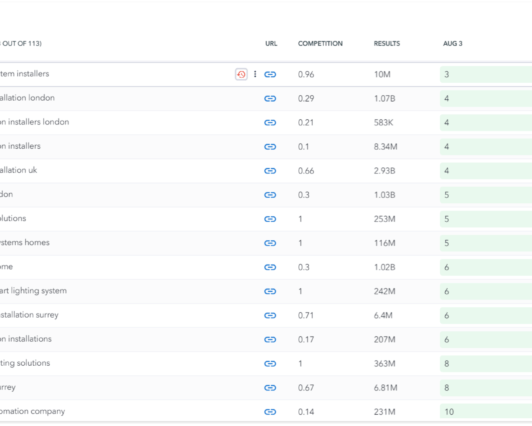 OUT OF 113) URL COMPETITION RESULTS AUG 3
tem installers 0.96 10M 3
allation london 0.29 1.07B 4
on installers london 0.21 583K 4
on installers 0.1 8.34M 4
allation uk 0.66 2.93B 4
don 0.3 1.03B 5
olutions 1 253M 5
ystems homes 1 116M 5
ome 0.3 1.02B 6
art lighting system 1 242M 6
stallation surrey 0.71 6.4M 6
on installations 0.17 207M 6
ting solutions 1 363M 8
urrey 0.67 6.81M 8
omation company 0.14 231M 10